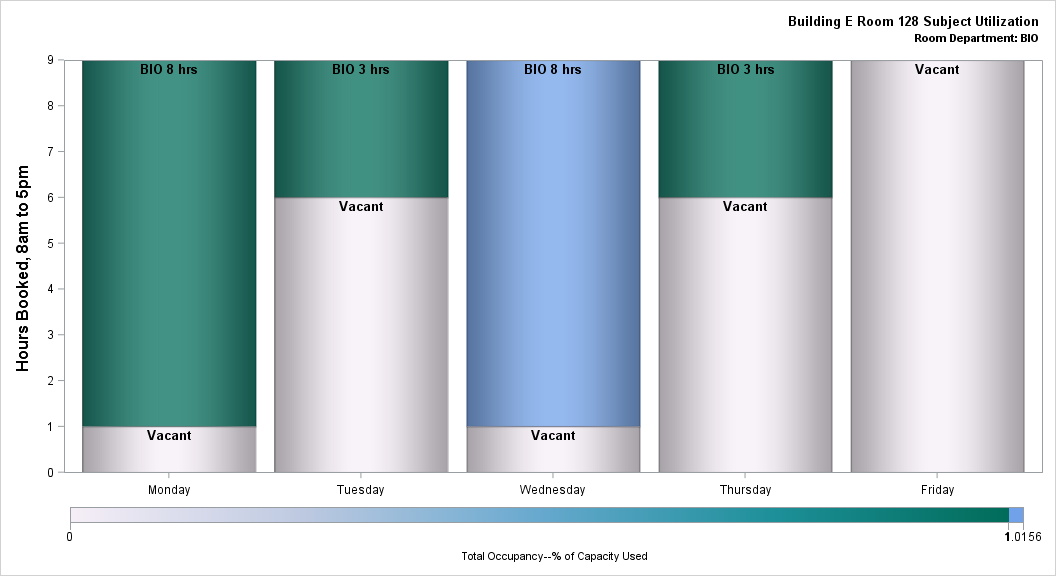 Building E Room 128 Subject Utilization
Room Department: BIO
Hours Booked, 8am to 5pm
9
8
7
6
5
4
3
2
1
0
BIO 8 hrs
BIO 3 hrs
BIO 8 hrs
BIO 3 hrs
Vacant
Vacant
Vacant
Vacant
Vacant
Monday
Tuesday
Wednesday
Thursday
Friday
0
1.0156
Total Occupancy--% of Capacity Used